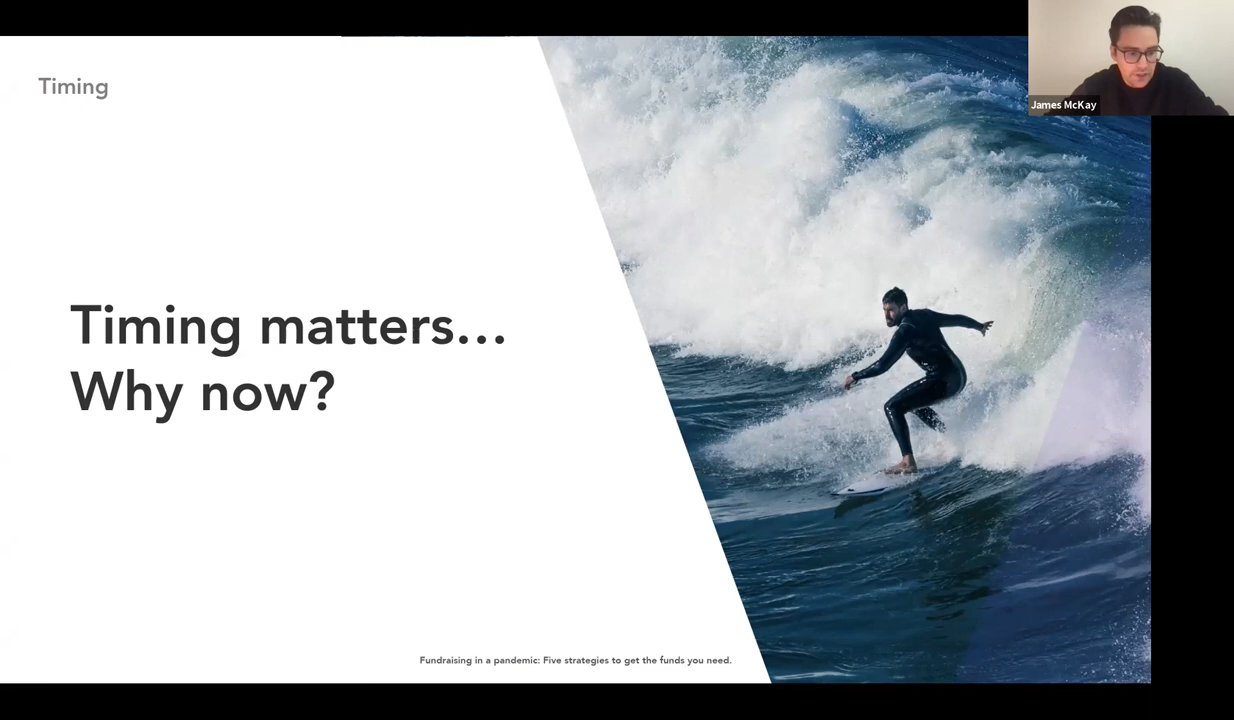 Timing
James McKay
Timing matters...
Why now?
Fundraising in a pandemic: Five strategies to get the funds you need.